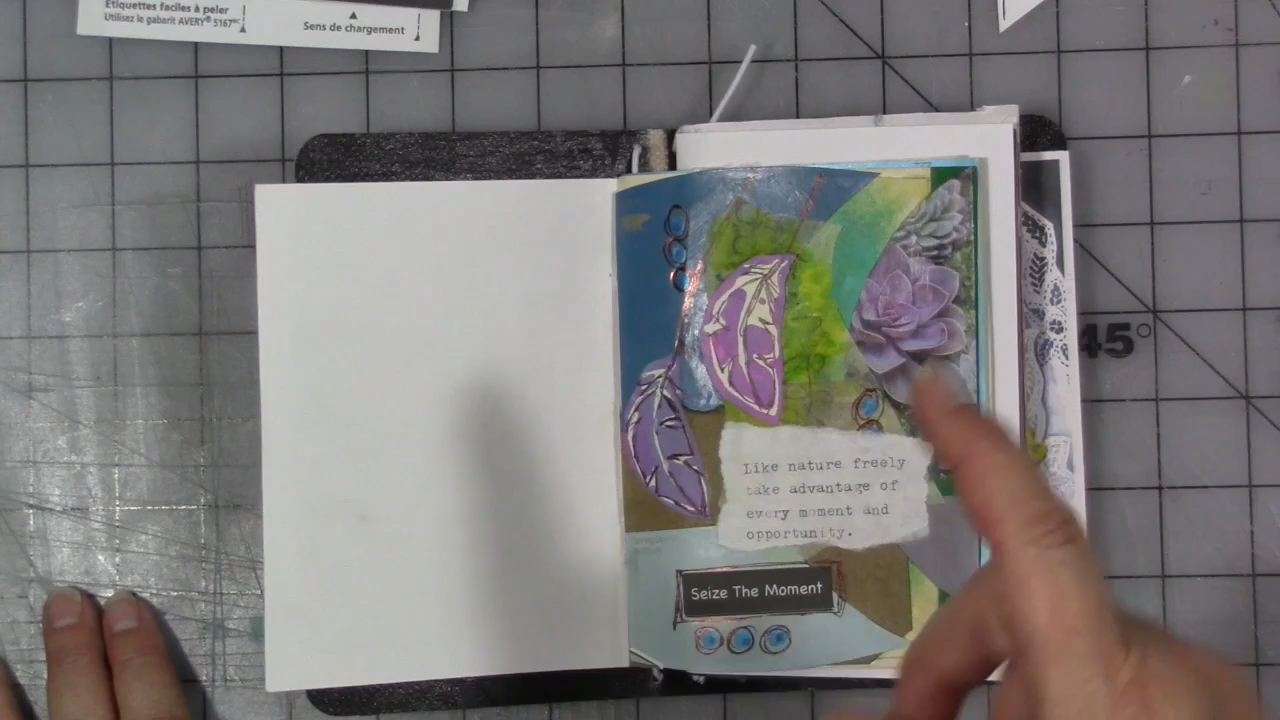 Étiquettes faciles à peler
Utilisez le gabarit AVERY® 5167
Sens de chargement
45°
Like nature freely
take advantage of
every moment and
opportunity.
Seize The Moment